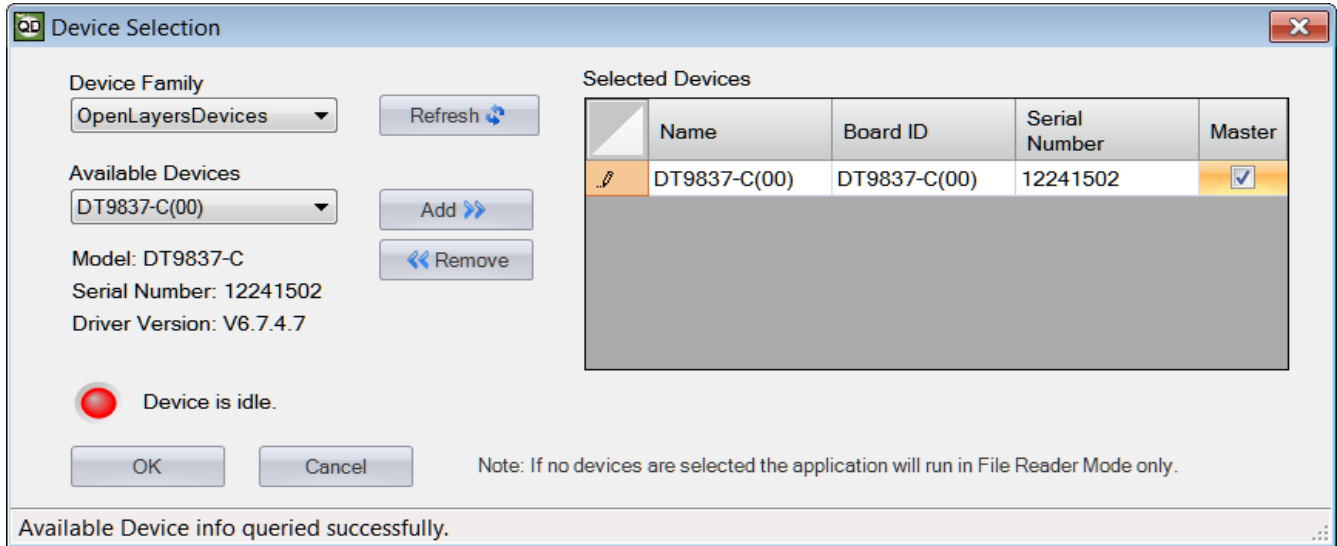 QD Device Selection
Device Family
OpenLayersDevices
Refresh
Available Devices
DT9837-C(00)
Add
Remove
Model: DT9837-C
Serial Number: 12241502
Driver Version: V6.7.4.7
Device is idle.
OK
Cancel
Selected Devices
Name
Board ID
Serial
Number
Master
DT9837-C(00)
DT9837-C(00)
12241502
Note: If no devices are selected the application will run in File Reader Mode only.
Available Device info queried successfully.